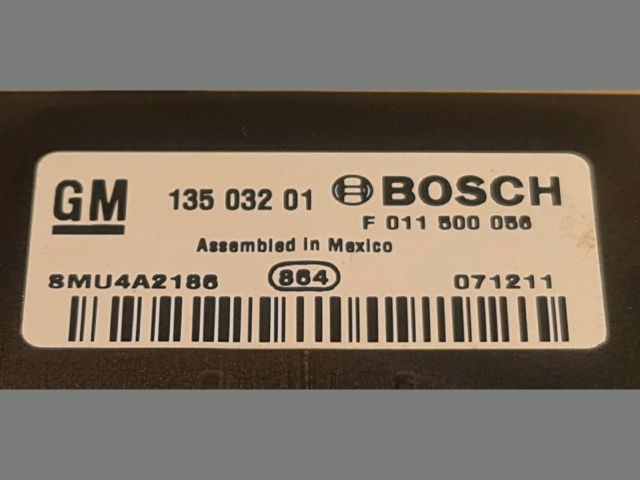 GM 135 032 01 BOSCH
F 011 500 056
Assembled in Mexico
8MU4A2186 864 071211